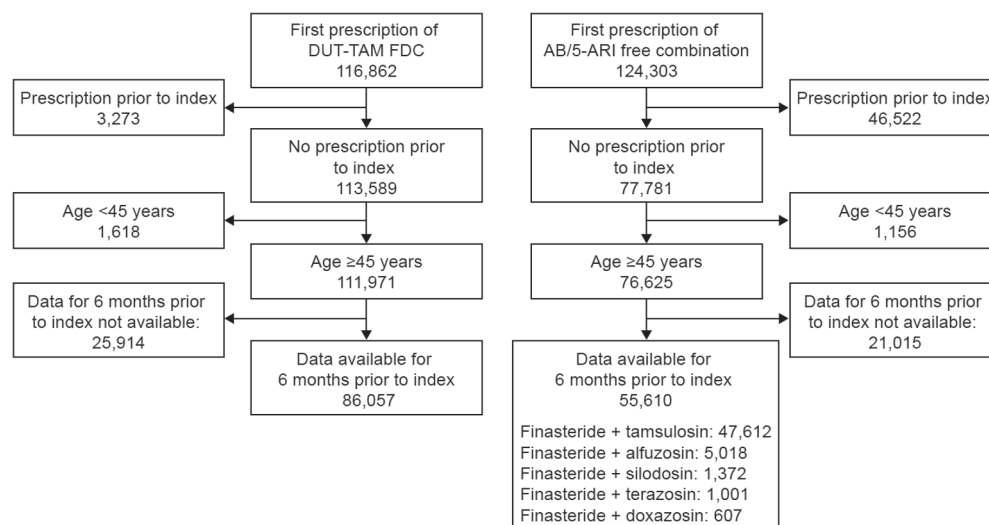 First prescription of
DUT-TAM FDC
116,862
Prescription prior to index
3,273
No prescription prior
to index
113,589
Age <45 years
1,618
Age ≥45 years
111,971
Data for 6 months prior
to index not available:
25,914
Data available for
6 months prior to index
86,057
First prescription of
AB/5-ARI free combination
124,303
Prescription prior to index
46,522
No prescription prior
to index
77,781
Age <45 years
1,156
Age ≥45 years
76,625
Data for 6 months prior
to index not available:
21,015
Data available for
6 months prior to index
55,610
Finasteride + tamsulosin: 47,612
Finasteride + alfuzosin: 5,018
Finasteride + silodosin: 1,372
Finasteride + terazosin: 1,001
Finasteride + doxazosin: 607